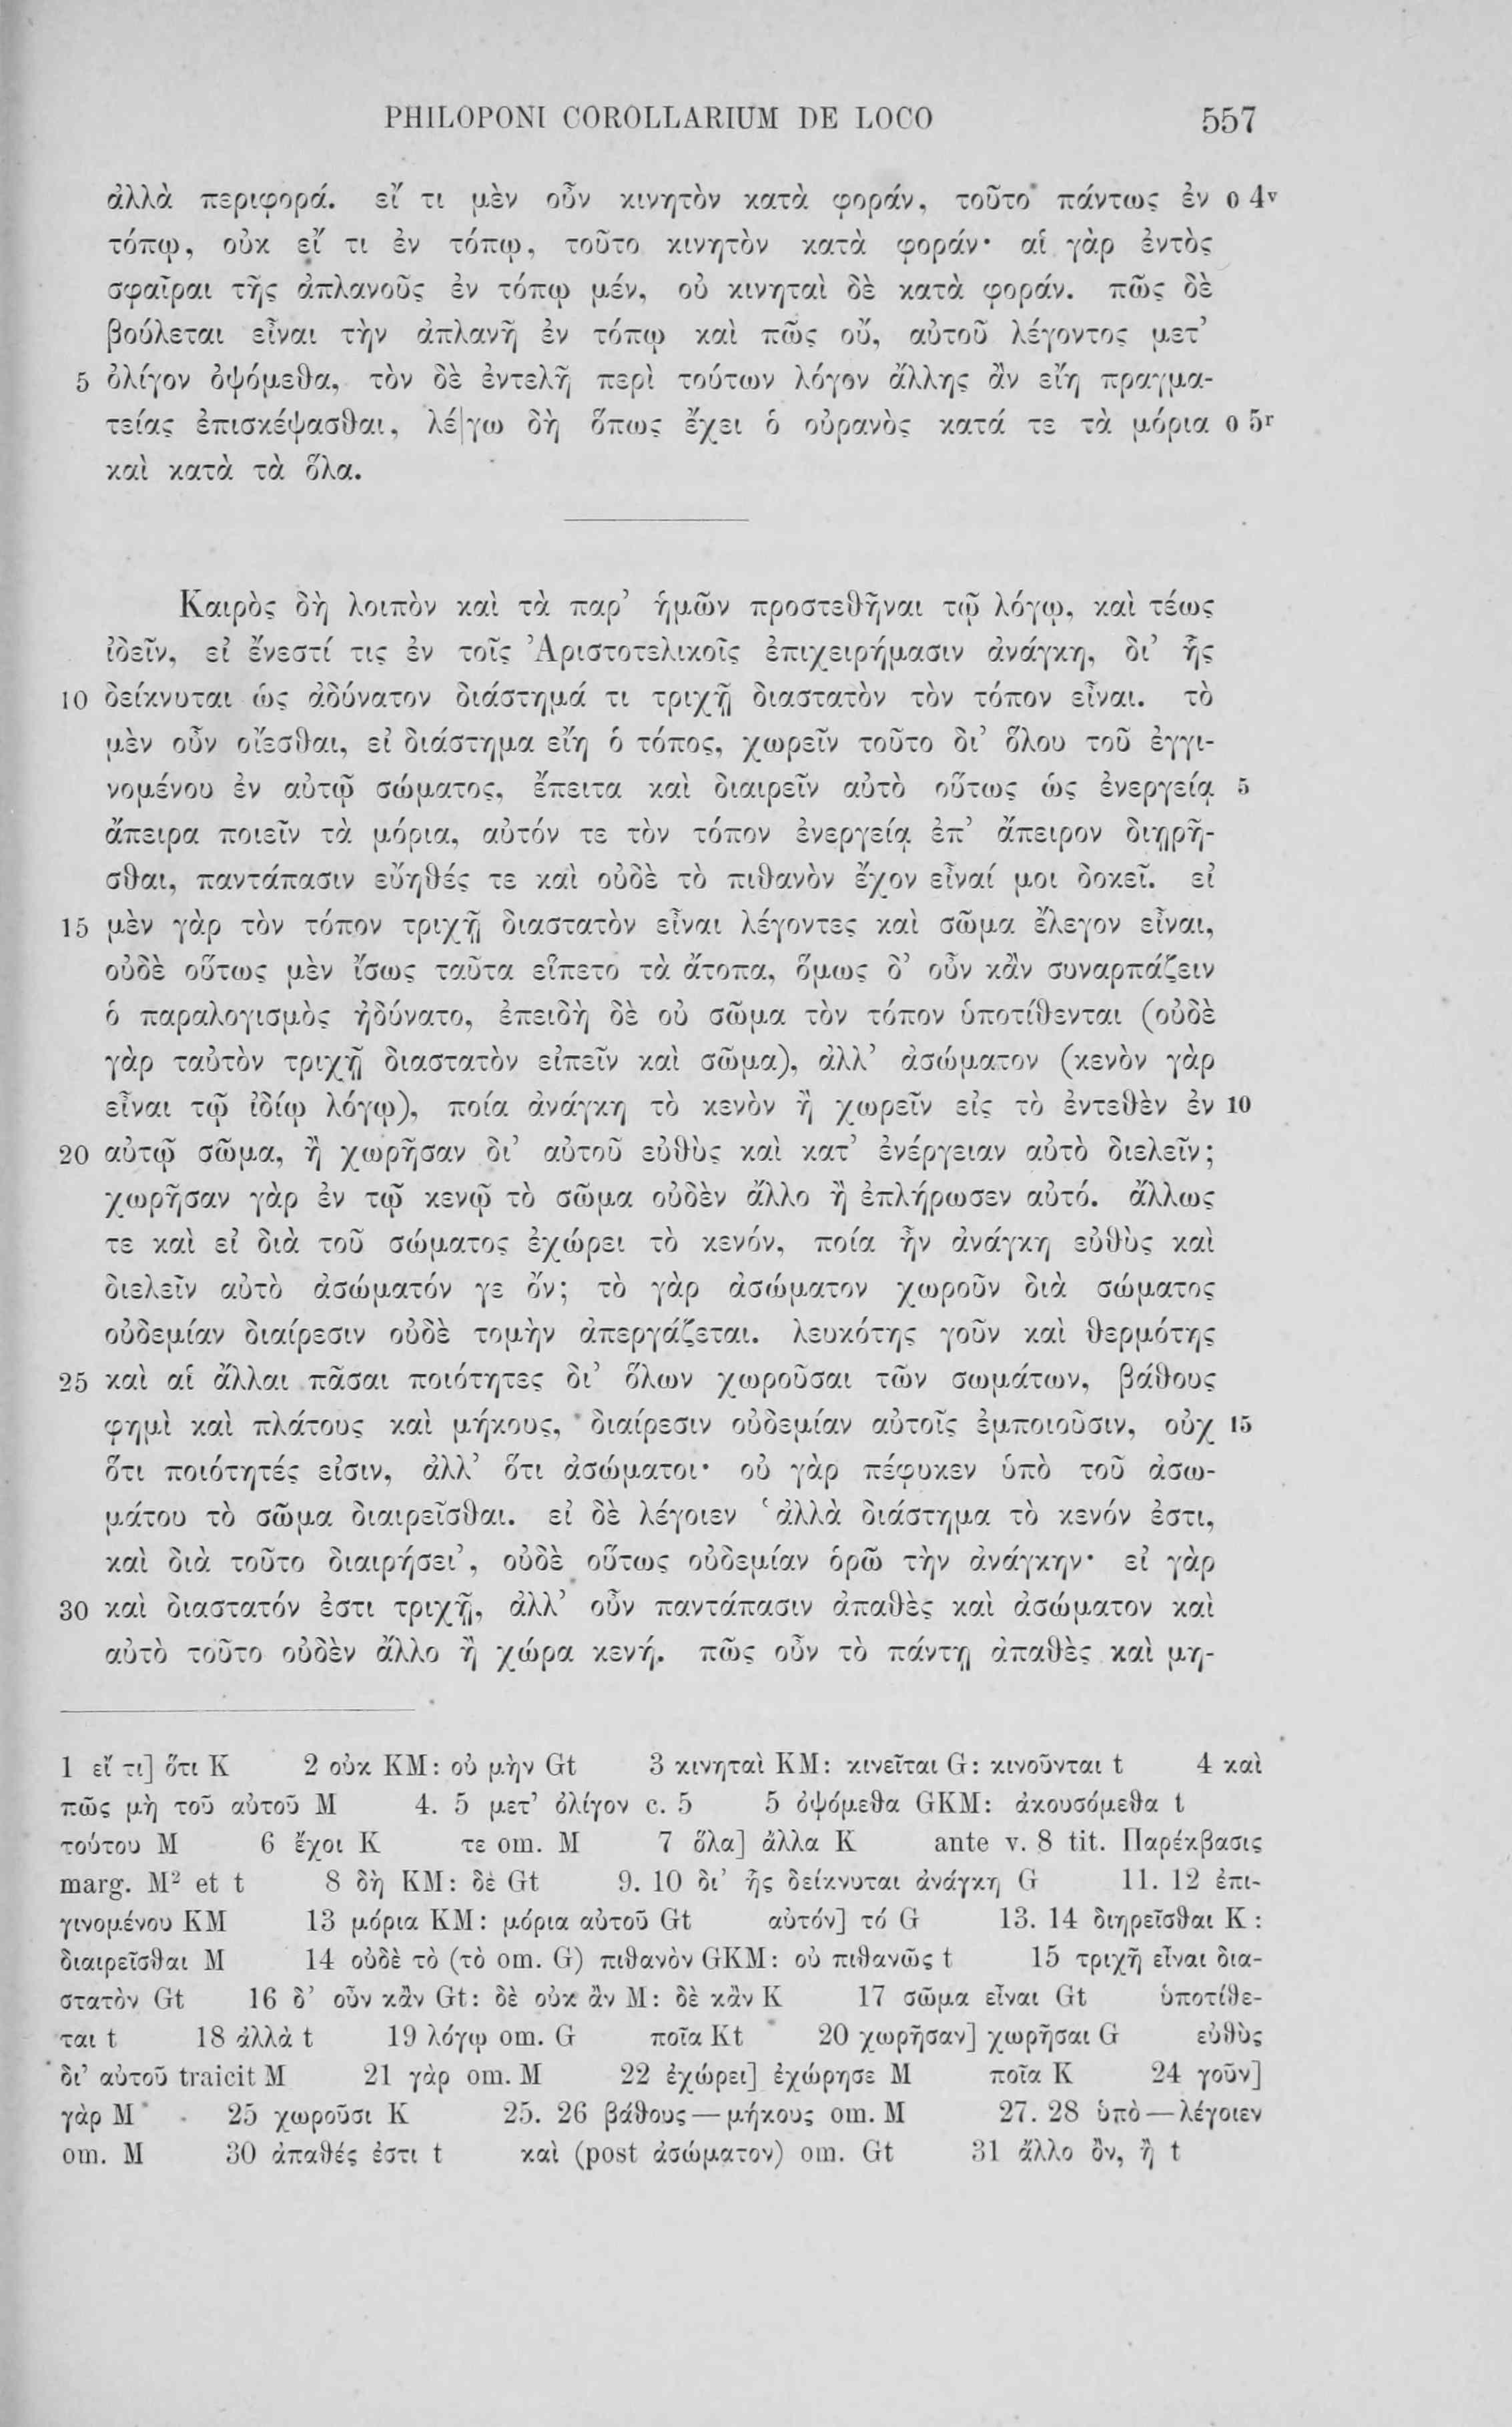 PHILOPONI COROLLARIUM DE LOCO 557
ἀλλὰ περιφορά. εἴ τι μὲν οὖν κινητὸν κατὰ φοράν, τοῦτο πάντως ἐν ο 4v
τόπῳ, οὐκ εἴ τι ἐν τόπῳ, τοῦτο κινητὸν κατὰ φοράν· αἱ γὰρ ἐντὸς
σφαῖραι τῆς ἀπλανοῦς ἐν τόπῳ μέν, οὐ κινηταὶ δὲ κατὰ φοράν. πῶς δὲ
βούλεται εἶναι τὴν ἀπλανῆ ἐν τόπῳ καὶ πῶς οὔ, αὐτοῦ λέγοντος μετ’
5 ὀλίγον ὀψόμεθα, τὸν δὲ ἐντελῆ περὶ τούτων λόγον ἄλλης ἂν εἴη πραγμα-
τείας ἐπισκέψασθαι, λέ|γω δὴ ὅπως ἔχει ὁ οὐρανὸς κατά τε τὰ μόρια ο 5r
καὶ κατὰ τὰ ὅλα.
Καιρὸς δὴ λοιπὸν καὶ τὰ παρ’ ἡμῶν προστεθῆναι τῷ λόγῳ, καὶ τέως
ἰδεῖν, εἰ ἔνεστί τις ἐν τοῖς Ἀριστοτελικοῖς ἐπιχειρήμασιν ἀνάγκη, δι’ ἧς
10 δείκνυται ὡς ἀδύνατον διάστημά τι τριχῇ διαστατὸν τὸν τόπον εἶναι. τὸ
μὲν οὖν οἴεσθαι, εἰ διάστημα εἴη ὁ τόπος, χωρεῖν τοῦτο δι’ ὅλου τοῦ ἐγγι-
νομένου ἐν αὐτῷ σώματος, ἔπειτα καὶ διαιρεῖν αὐτὸ οὕτως ὡς ἐνεργείᾳ 5
ἄπειρα ποιεῖν τὰ μόρια, αὐτόν τε τὸν τόπον ἐνεργείᾳ ἐπ’ ἄπειρον διῃρῆ-
σθαι, παντάπασιν εὔηθές τε καὶ οὐδὲ τὸ πιθανὸν ἔχον εἶναί μοι δοκεῖ. εἰ
15 μὲν γὰρ τὸν τόπον τριχῇ διαστατὸν εἶναι λέγοντες καὶ σῶμα ἔλεγον εἶναι,
οὐδὲ οὕτως μὲν ἴσως ταῦτα εἵπετο τὰ ἄτοπα, ὅμως δ’ οὖν κἂν συναρπάζειν
ὁ παραλογισμὸς ἠδύνατο, ἐπειδὴ δὲ οὐ σῶμα τὸν τόπον ὑποτίθενται (οὐδὲ
γὰρ ταὐτὸν τριχῇ διαστατὸν εἰπεῖν καὶ σῶμα), ἀλλ’ ἀσώματον (κενὸν γὰρ
εἶναι τῷ ἰδίῳ λόγῳ), ποία ἀνάγκη τὸ κενὸν ἢ χωρεῖν εἰς τὸ ἐντεθὲν ἐν 10
20 αὐτῷ σῶμα, ἢ χωρῆσαν δι’ αὐτοῦ εὐθὺς καὶ κατ’ ἐνέργειαν αὐτὸ διελεῖν;
χωρῆσαν γὰρ ἐν τῷ κενῷ τὸ σῶμα οὐδὲν ἄλλο ἢ ἐπλήρωσεν αὐτό. ἄλλως
τε καὶ εἰ διὰ τοῦ σώματος ἐχώρει τὸ κενόν, ποία ἦν ἀνάγκη εὐθὺς καὶ
διελεῖν αὐτὸ ἀσώματόν γε ὄν; τὸ γὰρ ἀσώματον χωροῦν διὰ σώματος
οὐδεμίαν διαίρεσιν οὐδὲ τομὴν ἀπεργάζεται. λευκότης γοῦν καὶ θερμότης
25 καὶ αἱ ἄλλαι πᾶσαι ποιότητες δι’ ὅλων χωροῦσαι τῶν σωμάτων, βάθους
φημὶ καὶ πλάτους καὶ μήκους, διαίρεσιν οὐδεμίαν αὐτοῖς ἐμποιοῦσιν, οὐχ 15
ὅτι ποιότητές εἰσιν, ἀλλ’ ὅτι ἀσώματοι· οὐ γὰρ πέφυκεν ὑπὸ τοῦ ἀσω-
μάτου τὸ σῶμα διαιρεῖσθαι. εἰ δὲ λέγοιεν ‘ἀλλὰ διάστημα τὸ κενόν ἐστι,
καὶ διὰ τοῦτο διαιρήσει’, οὐδὲ οὕτως οὐδεμίαν ὁρῶ τὴν ἀνάγκην· εἰ γὰρ
30 καὶ διαστατόν ἐστι τριχῇ, ἀλλ’ οὖν παντάπασιν ἀπαθὲς καὶ ἀσώματον καὶ
αὐτὸ τοῦτο οὐδὲν ἄλλο ἢ χώρα κενή. πῶς οὖν τὸ πάντῃ ἀπαθὲς καὶ μη-
1 εἴ τι] ὅτι K 2 οὐκ KM: οὐ μὴν Gt 3 κινηταὶ KM: κινεῖται G: κινοῦνται t 4 καὶ
πῶς μὴ τοῦ αὐτοῦ M 4. 5 μετ’ ὀλίγον c. 5 5 ὀψόμεθα GKM: ἀκουσόμεθα t
τούτου M 6 ἔχοι K τε om. M 7 ὅλα] ἄλλα K ante v. 8 tit. Παρέκβασις
marg. M² et t 8 δὴ KM: δὲ Gt 9. 10 δι’ ἧς δείκνυται ἀνάγκη G 11. 12 ἐπι-
γινομένου KM 13 μόρια KM: μόρια αὐτοῦ Gt αὐτόν] τό G 13. 14 διηρεῖσθαι K:
διαιρεῖσθαι M 14 οὐδὲ τὸ (τὸ om. G) πιθανὸν GKM: οὐ πιθανῶς t 15 τριχῆ εἶναι δια-
στατὸν Gt 16 δ’ οὖν κἂν Gt: δὲ οὐκ ἂν M: δὲ κἂν K 17 σῶμα εἶναι Gt ὑποτίθε-
ται t 18 ἀλλὰ t 19 λόγῳ om. G ποῖα Kt 20 χωρῆσαν] χωρῆσαι G εὐθὺς
δι’ αὐτοῦ traicit M 21 γὰρ om. M 22 ἐχώρει] ἐχώρησε M ποῖα K 24 γοῦν]
γὰρ M 25 χωροῦσι K 25. 26 βάθους — μήκους om. M 27. 28 ὑπὸ — λέγοιεν
om. M 30 ἀπαθές ἐστι t καὶ (post ἀσώματον) om. Gt 31 ἄλλο ὂν, ἢ t